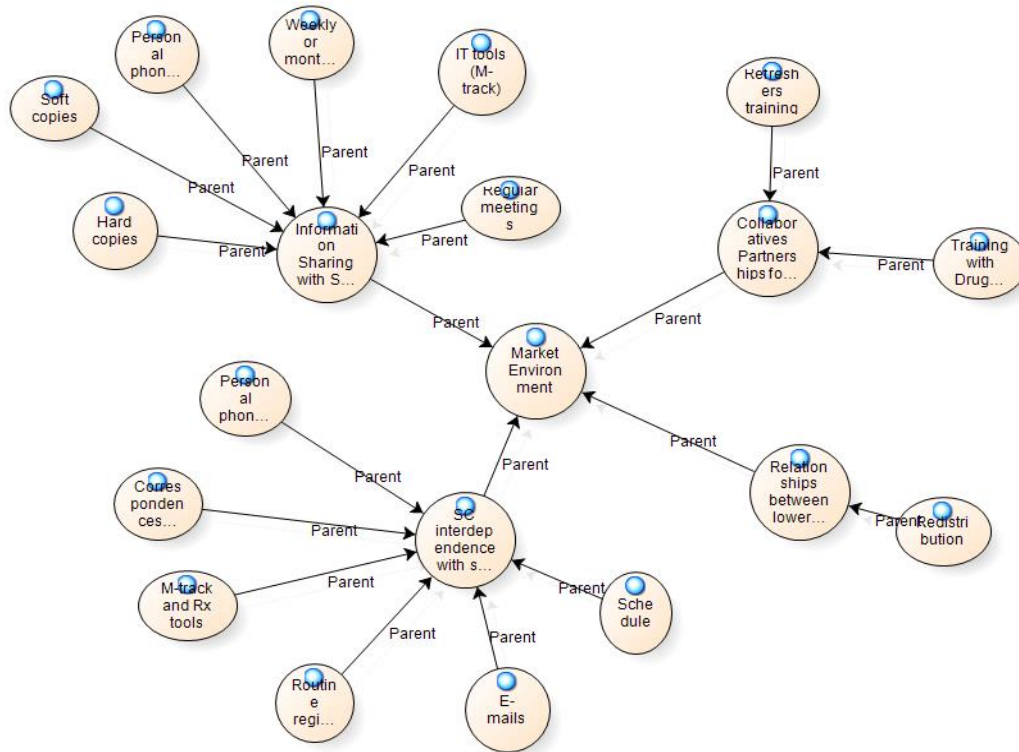 Person
al
phon…
Weekly
or
mont…
IT tools
(M-
track)
Refreshers
training
Soft
copies
Parent
Parent
Parent
Parent
Parent
Regular
meeting
s
Hard
copies
Parent
Parent
Informati
on
Sharing
with S…
Collabor
atives
Partners
hips fo…
Parent
Training
with
Drug…
Parent
Parent
Market
Environ
ment
Person
al
phon…
Parent
Parent
Parent
Relation
ships
between
lower…
Corres
ponden
ces…
Parent
SC
interdep
endence
with s…
Parent
Redistri
bution
M-track
and Rx
tools
Parent
Parent
Sche
dule
Parent
Parent
Routin
e
regi…
E-
mails